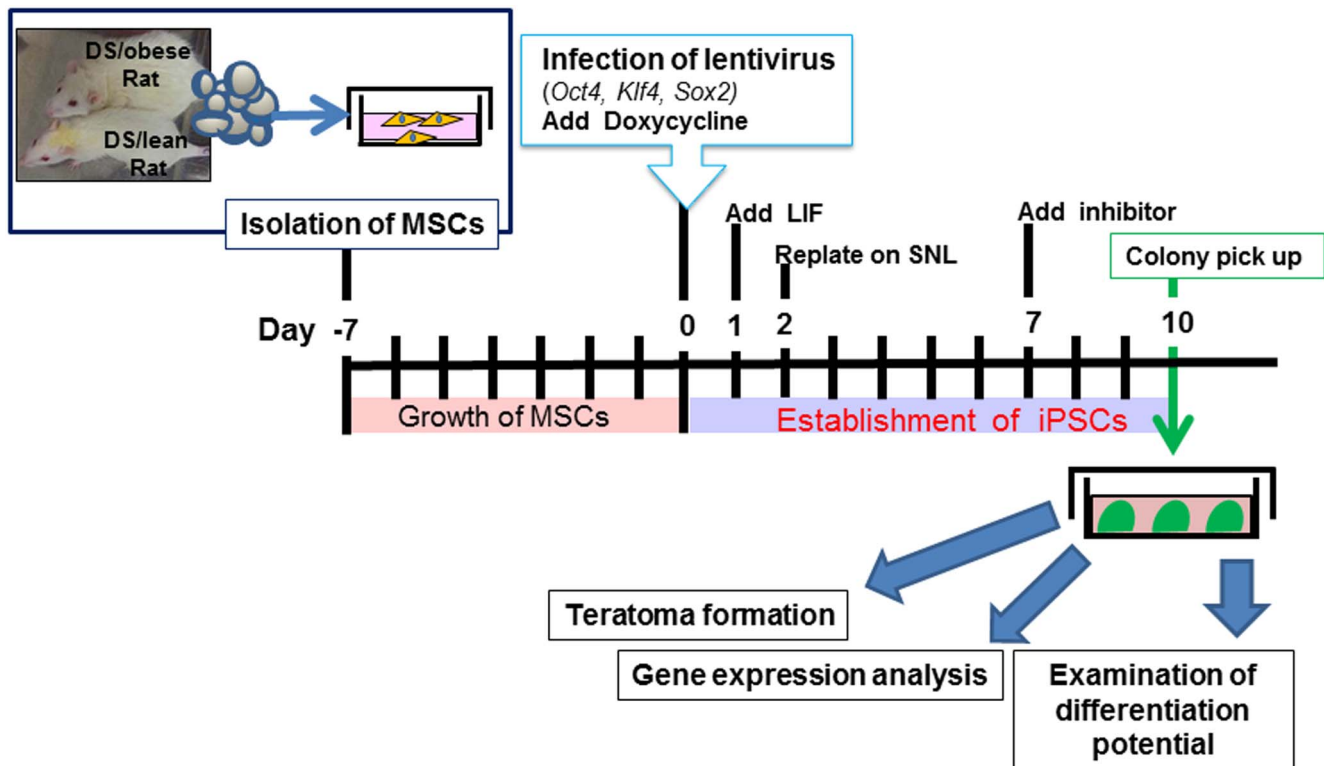 DS/obese
Rat
DS/lean
Rat
Isolation of MSCs
Infection of lentivirus
(Oct4, Klf4, Sox2)
Add Doxycycline
Add LIF
Replate on SNL
Add inhibitor
Colony pick up
Day -7 0 1 2 7 10
Growth of MSCs
Establishment of iPSCs
Teratoma formation
Gene expression analysis
Examination of
differentiation
potential